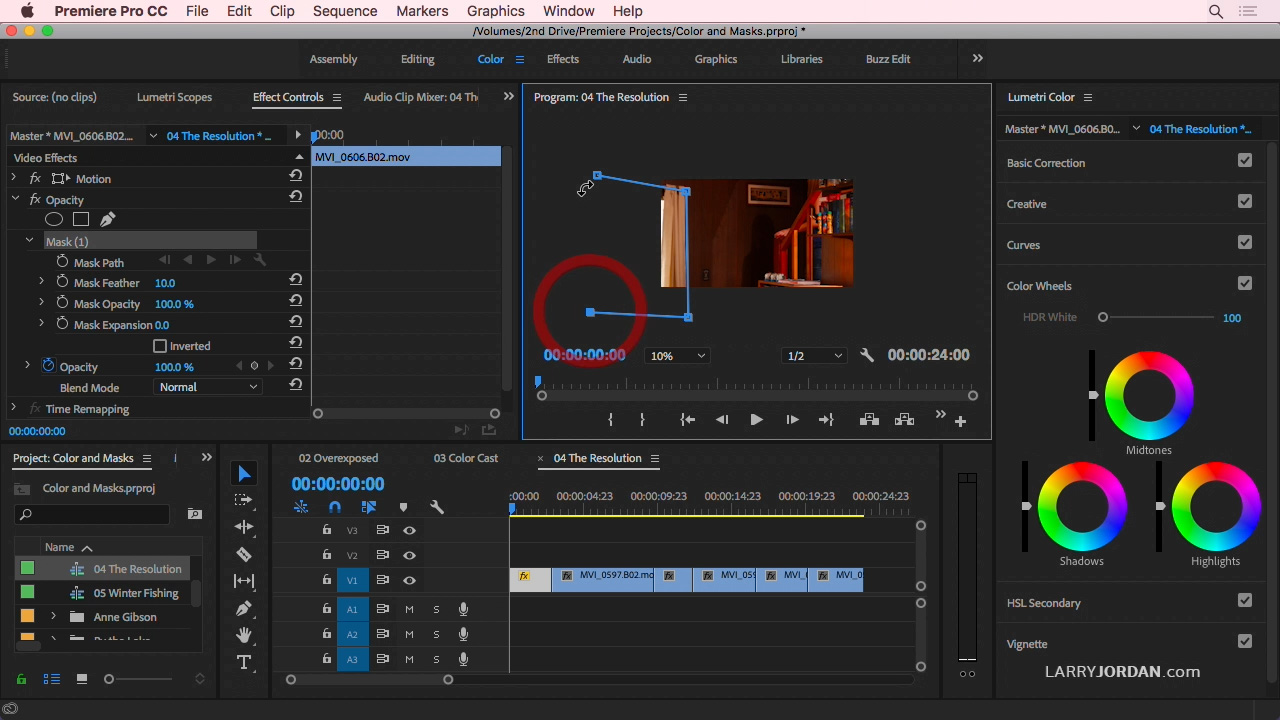 Premiere Pro CC File Edit Clip Sequence Markers Graphics Window Help
/Volumes/2nd Drive/Premiere Projects/Color and Masks.prproj *
Assembly Editing Color Effects Audio Graphics Libraries Buzz Edit
Source: (no clips) Lumetri Scopes Effect Controls Audio Clip Mixer: 04 Th
Program: 04 The Resolution
Lumetri Color
Master * MVI_0606.B02.... 04 The Resolution * ... :00:00
Master * MVI_0606.B0... 04 The Resolution *...
Video Effects
MVI_0606.B02.mov
fx Motion
fx Opacity
Mask (1)
Mask Path
Mask Feather 10.0
Mask Opacity 100.0 %
Mask Expansion 0.0
Inverted
Opacity 100.0 %
Blend Mode Normal
fx Time Remapping
00:00:00:00
00:00:00:00 10% 1/2 00:00:24:00
Basic Correction
Creative
Curves
Color Wheels
HDR White 100
Midtones
Shadows Highlights
HSL Secondary
Vignette
LARRYJORDAN.com
Project: Color and Masks
Color and Masks.prproj
Name
04 The Resolution
05 Winter Fishing
Anne Gibson
02 Overexposed 03 Color Cast × 04 The Resolution
00:00:00:00
:00:00 00:00:04:23 00:00:09:23 00:00:14:23 00:00:19:23 00:00:24:23
V3
V2
V1 fx fx MVI_0597.B02.mo fx fx MVI_059 fx MVI_ fx MVI_0
A1 M S
A2 M S
A3 M S